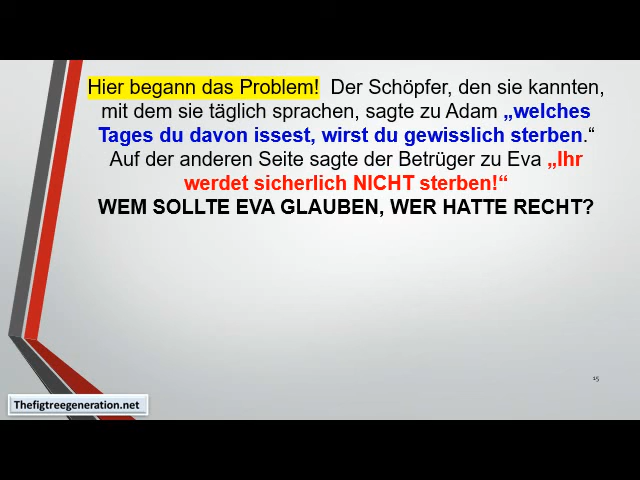 Hier begann das Problem!  Der Schöpfer, den sie kannten,
mit dem sie täglich sprachen, sagte zu Adam „welches
Tages du davon issest, wirst du gewisslich sterben.“
Auf der anderen Seite sagte der Betrüger zu Eva „Ihr
werdet sicherlich NICHT sterben!“
WEM SOLLTE EVA GLAUBEN, WER HATTE RECHT?
15
Thefigtreegeneration.net